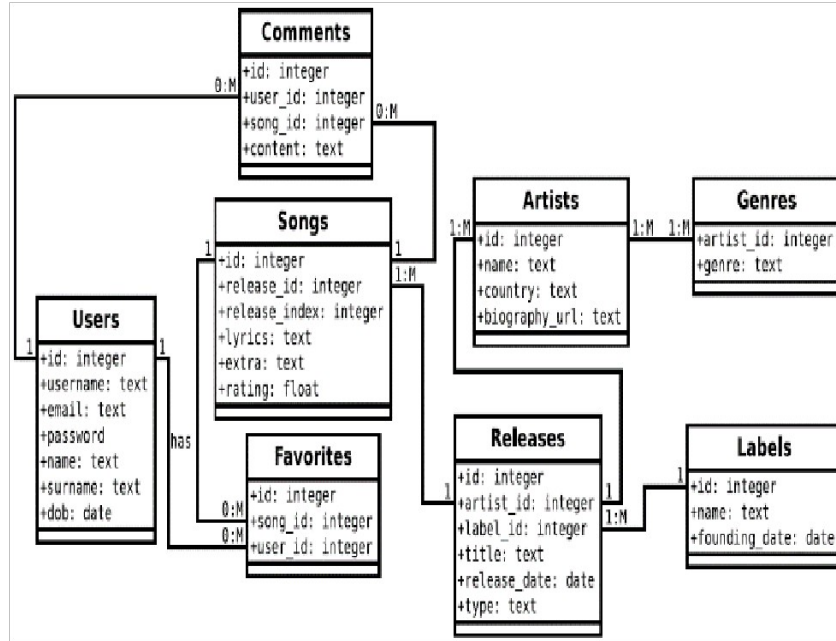 Comments
+id: integer
+user_id: integer
+song_id: integer
+content: text
0:M
0:M
Songs
+id: integer
+release_id: integer
+release_index: integer
+lyrics: text
+extra: text
+rating: float
1
1
1:M
Artists
+id: integer
+name: text
+country: text
+biography_url: text
1:M
1:M
1:M
Genres
+artist_id: integer
+genre: text
Users
+id: integer
+username: text
+email: text
+password
+name: text
+surname: text
+dob: date
1
1
has
Favorites
+id: integer
+song_id: integer
+user_id: integer
0:M
0:M
Releases
+id: integer
+artist_id: integer
+label_id: integer
+title: text
+release_date: date
+type: text
1
1
1:M
Labels
+id: integer
+name: text
+founding_date: date
1